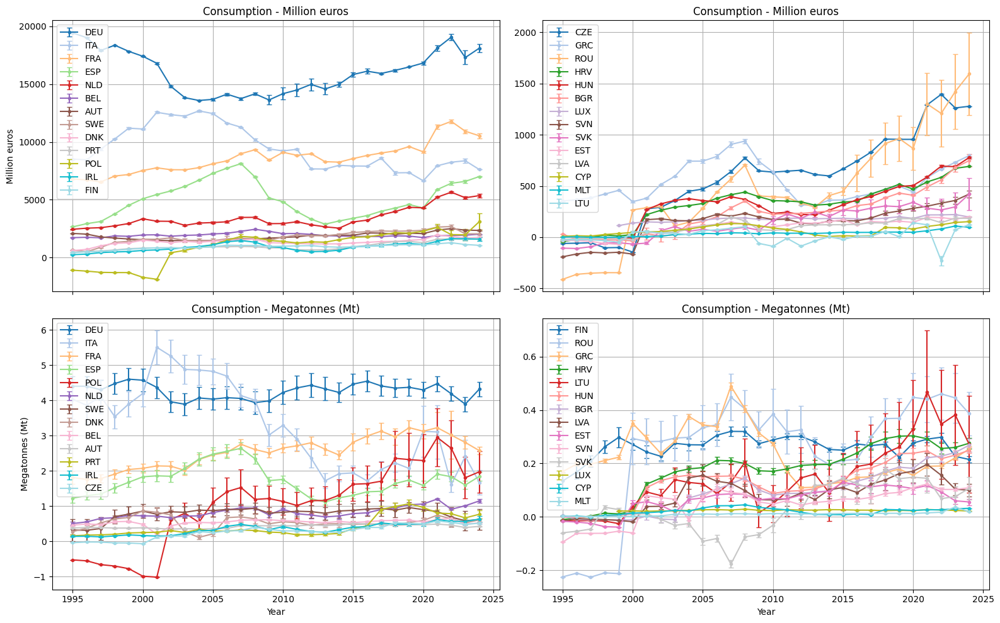 Consumption - Million euros
Million euros
20000
15000
10000
5000
0
DEU
ITA
FRA
ESP
NLD
BEL
AUT
SWE
DNK
PRT
POL
IRL
FIN
Consumption - Million euros
2000
1500
1000
500
0
−500
CZE
GRC
ROU
HRV
HUN
BGR
LUX
SVN
SVK
EST
LVA
CYP
MLT
LTU
Consumption - Megatonnes (Mt)
Megatonnes (Mt)
6
5
4
3
2
1
0
−1
DEU
ITA
FRA
ESP
POL
NLD
SWE
DNK
BEL
AUT
PRT
IRL
CZE
1995
2000
2005
2010
2015
2020
2025
Year
Consumption - Megatonnes (Mt)
0.6
0.4
0.2
0.0
−0.2
FIN
ROU
GRC
HRV
LTU
HUN
BGR
LVA
EST
SVN
SVK
LUX
CYP
MLT
1995
2000
2005
2010
2015
2020
2025
Year